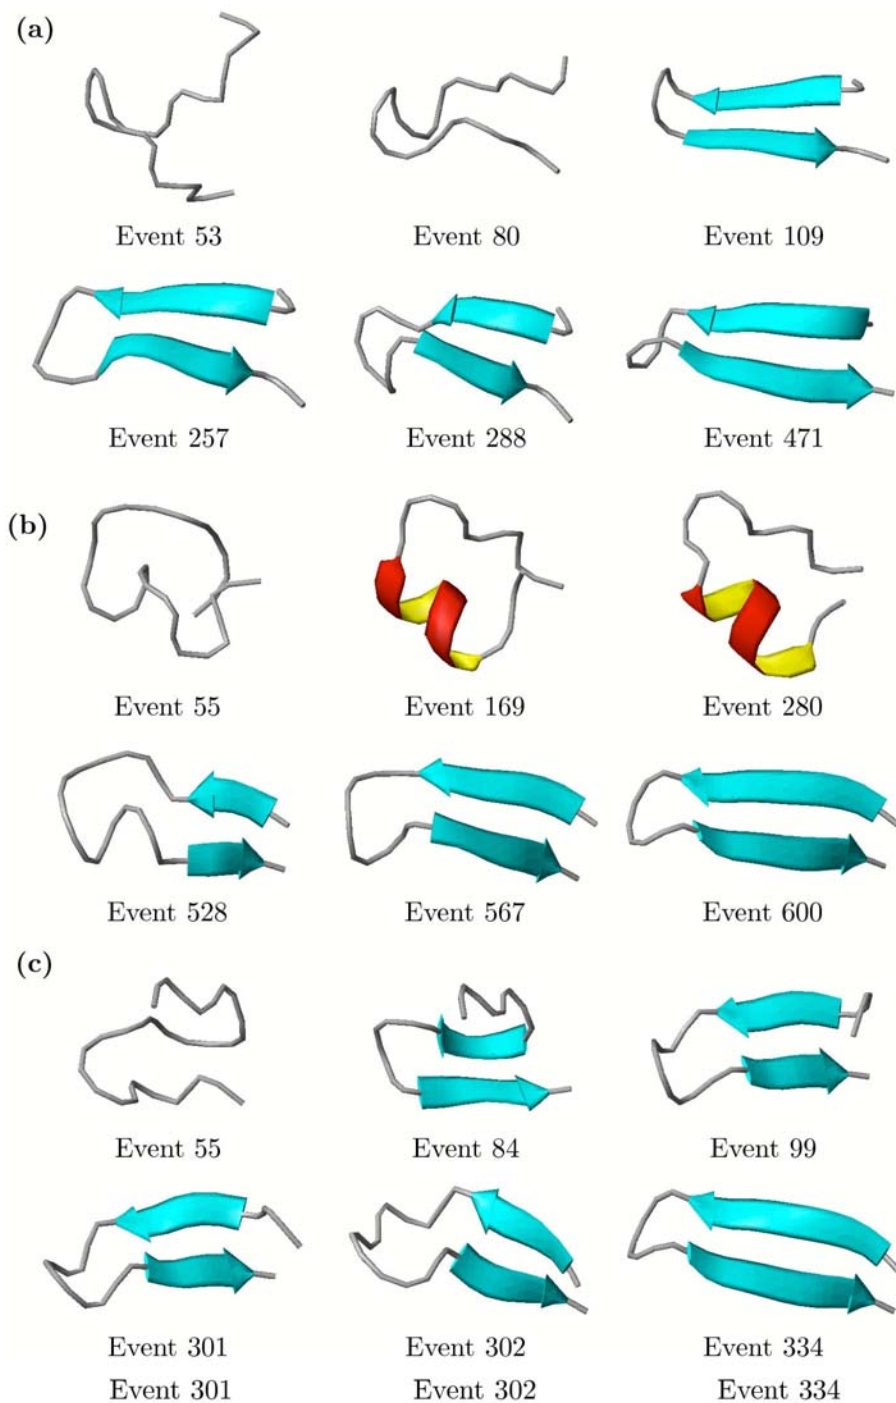 (a)
Event 53 Event 80 Event 109
Event 257 Event 288 Event 471
(b)
Event 55 Event 169 Event 280
Event 528 Event 567 Event 600
(c)
Event 55 Event 84 Event 99
Event 301 Event 302 Event 334
Event 301 Event 302 Event 334